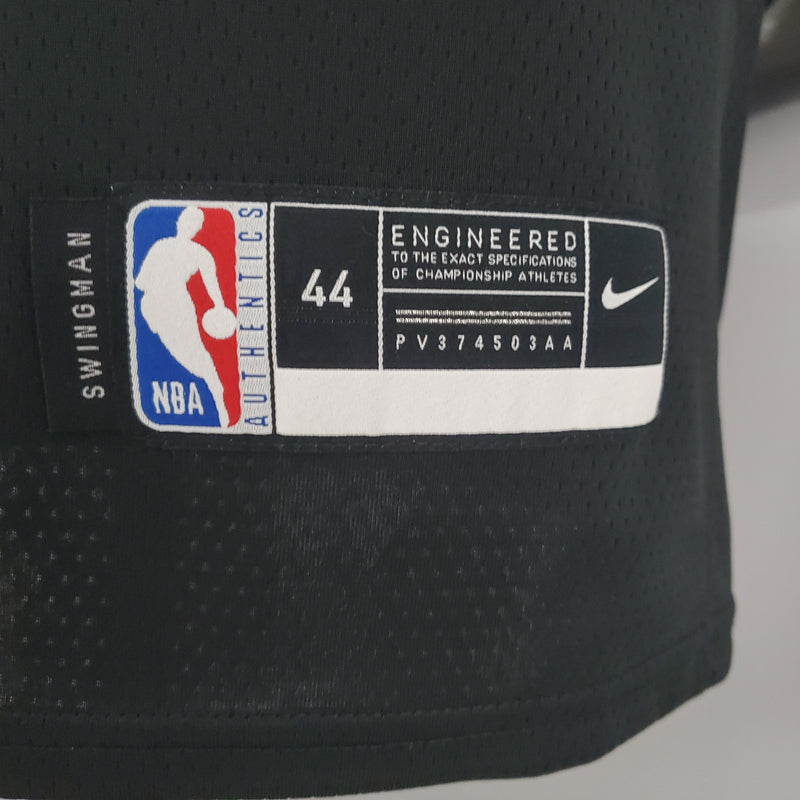 SWINGMAN
NBA
AUTHENTICS
44
ENGINEERED
TO THE EXACT SPECIFICATIONS
OF CHAMPIONSHIP ATHLETES
PV374503AA